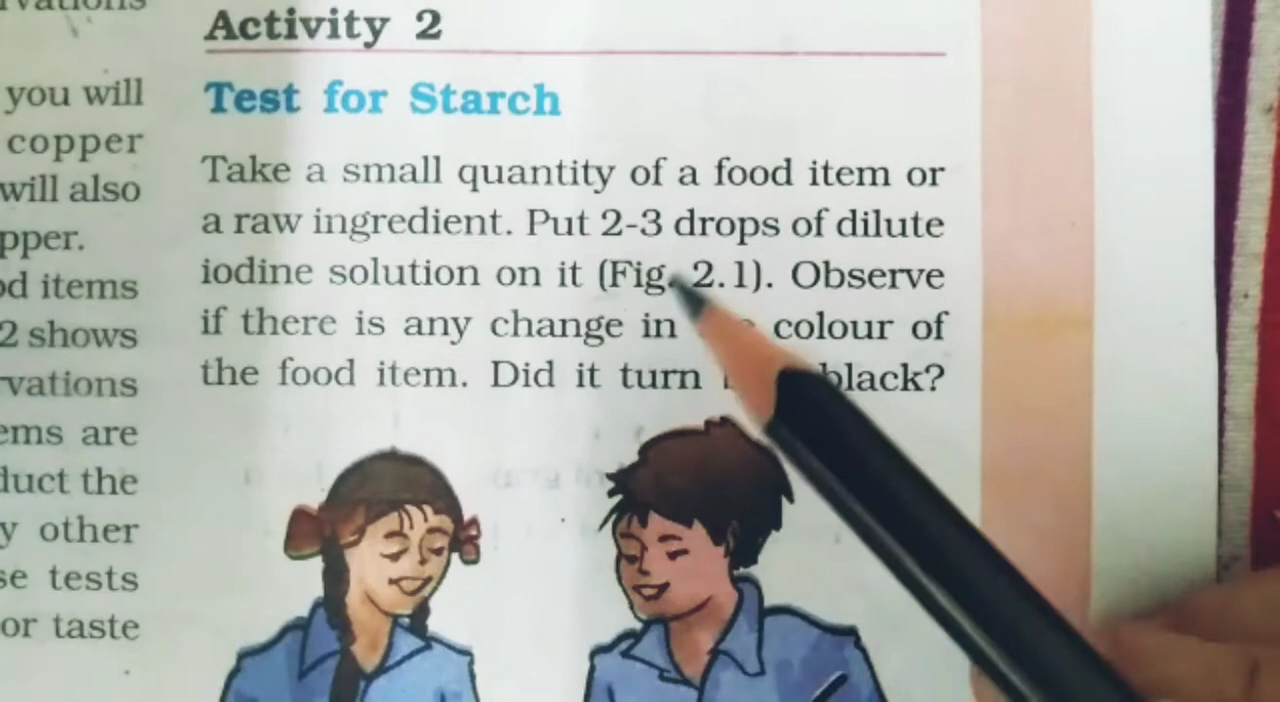 you will
copper
will also
pper.
d items
2 shows
vations
ems are
duct the
y other
se tests
or taste
Activity 2
Test for Starch
Take a small quantity of a food item or
a raw ingredient. Put 2-3 drops of dilute
iodine solution on it (Fig. 2.1). Observe
if there is any change in colour of
the food item. Did it turn black?